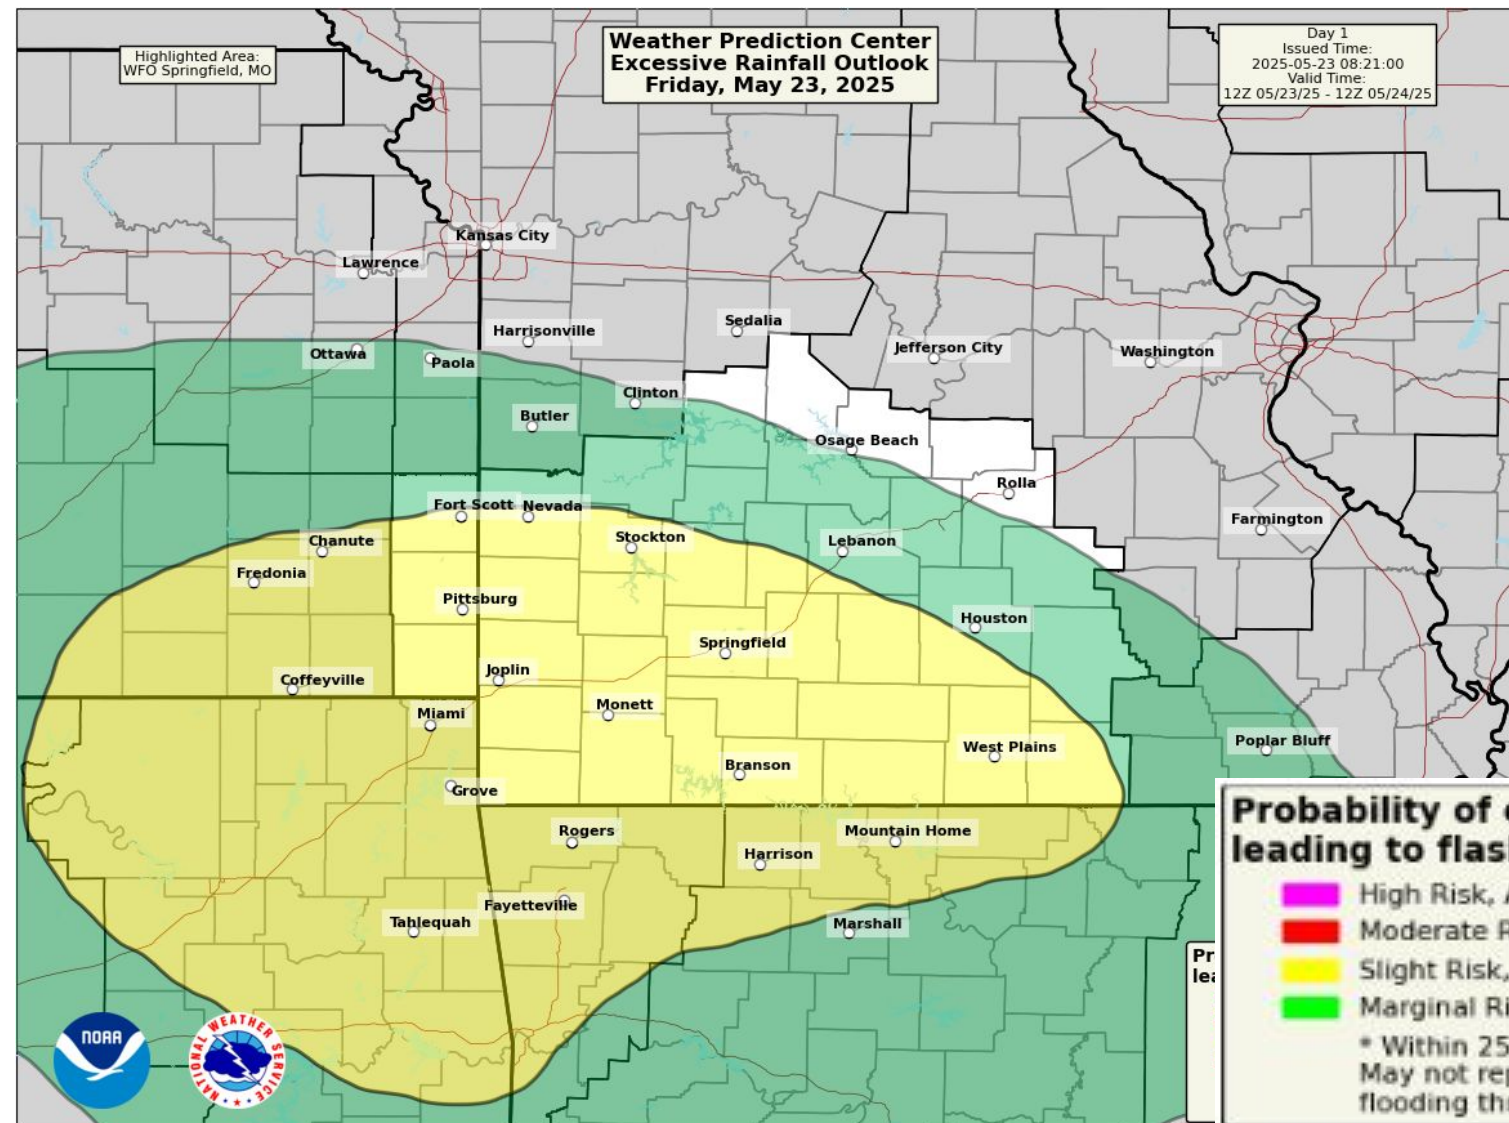 Highlighted Area:
WFO Springfield, MO
Weather Prediction Center
Excessive Rainfall Outlook
Friday, May 23, 2025
Day 1
Issued Time:
2025-05-23 08:21:00
Valid Time:
12Z 05/23/25 - 12Z 05/24/25
Kansas City
Lawrence
Sedalia
Harrisonville
Jefferson City
Washington
Ottawa
Paola
Clinton
Butler
Osage Beach
Rolla
Fort Scott
Nevada
Farmington
Stockton
Chanute
Lebanon
Fredonia
Pittsburg
Houston
Springfield
Joplin
Coffeyville
Monett
Miami
Poplar Bluff
West Plains
Branson
Grove
Rogers
Mountain Home
Harrison
Fayetteville
Tahlequah
Marshall
Probability of
leading to flas
High Risk,
Moderate R
Slight Risk,
Marginal Ri
* Within 25
May not rep
flooding thr
Pr
lea
NOAA
NATIONAL WEATHER SERVICE